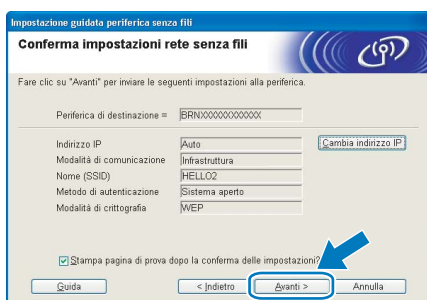 Impostazione guidata periferica senza fili
Conferma impostazioni rete senza fili
Fare clic su "Avanti" per inviare le seguenti impostazioni alla periferica.
Periferica di destinazione = BRNXXXXXXXXXXXX
Indirizzo IP Auto Cambia indirizzo IP
Modalità di comunicazione Infrastruttura
Nome (SSID) HELLO2
Metodo di autenticazione Sistema aperto
Modalità di crittografia WEP
Stampa pagina di prova dopo la conferma delle impostazioni?
Guida < Indietro Avanti > Annulla